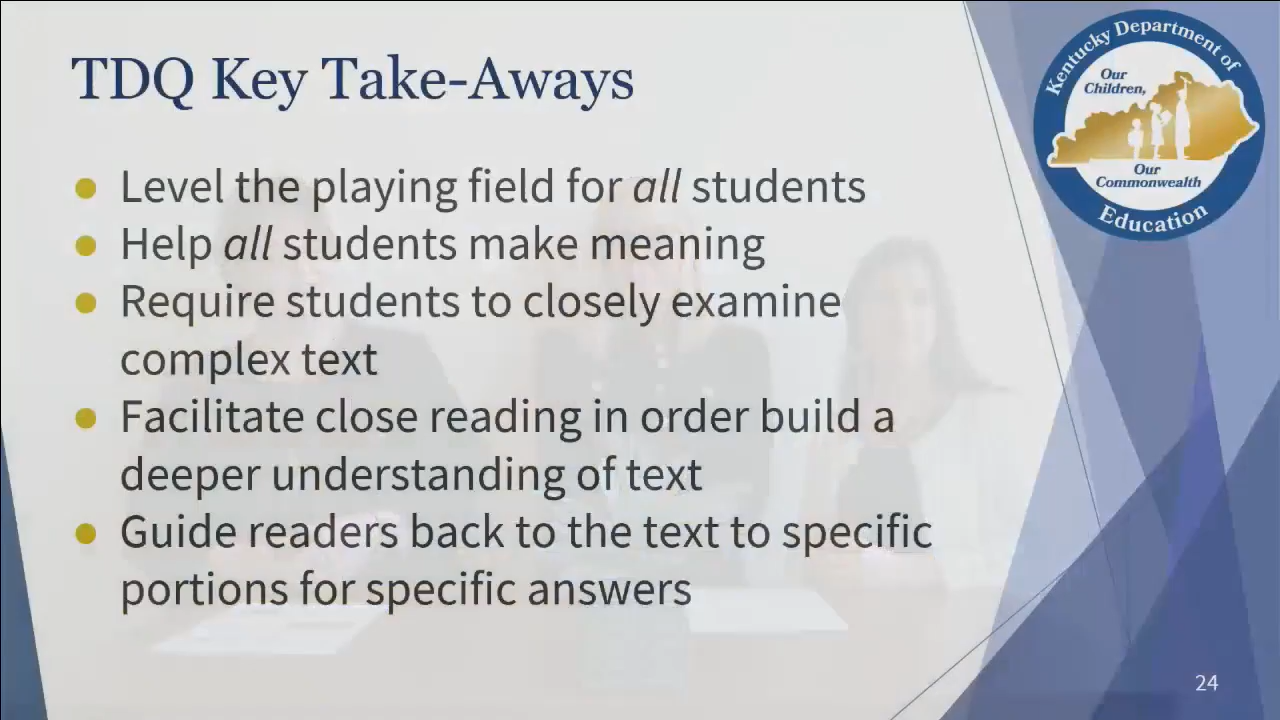 TDQ Key Take-Aways
Level the playing field for all students
Help all students make meaning
Require students to closely examine
complex text
Facilitate close reading in order build a
deeper understanding of text
Guide readers back to the text to specific
portions for specific answers
Kentucky Department of
Our
Children,
Our
Commonwealth
Education
24